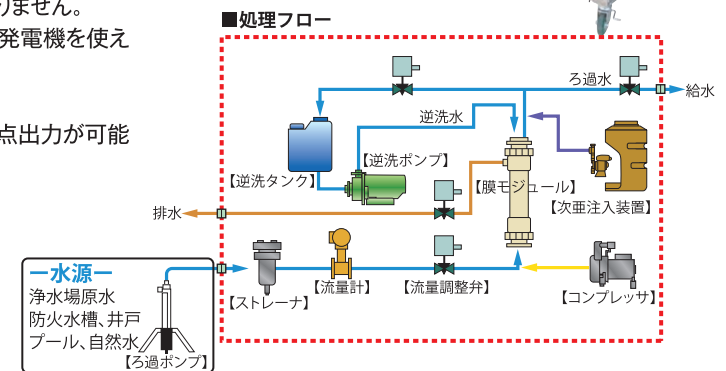 りません。
発電機を使え
点出力が可能
■処理フロー
ろ過水
給水
逆洗水
【逆洗ポンプ】
【逆洗タンク】
【膜モジュール】
【次亜注入装置】
排水
ー水源ー
浄水場原水
防火水槽、井戸
プール、自然水
【ろ過ポンプ】
【ストレーナ】
【流量計】
【流量調整弁】
【コンプレッサ】